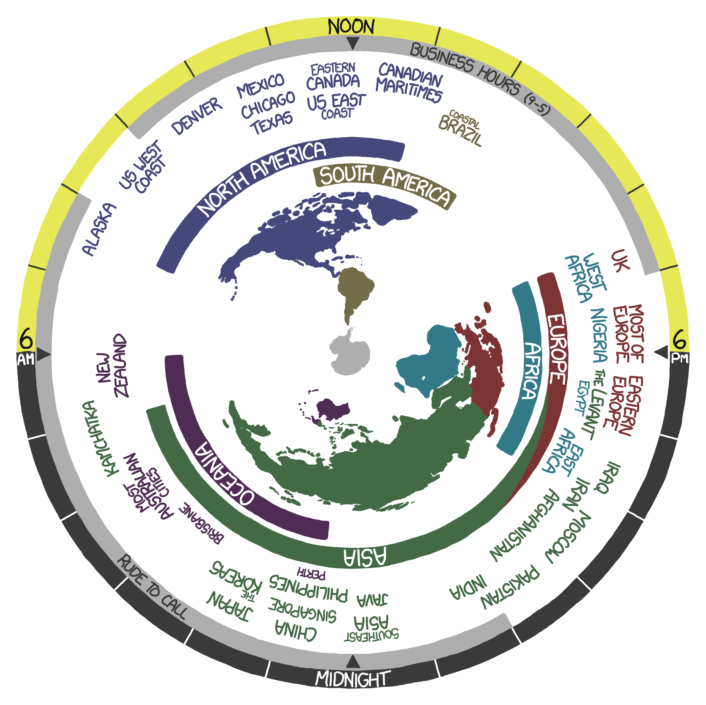 NOON
BUSINESS HOURS (9-5)
EASTERN
CANADA
US EAST
COAST
CANADIAN
MARITIMES
COASTAL
BRAZIL
MEXICO
CHICAGO
TEXAS
DENVER
US WEST
COAST
ALASKA
NORTH AMERICA
SOUTH AMERICA
UK
WEST
AFRICA
MOST OF
EUROPE
NIGERIA
EUROPE
AFRICA
6
AM
6
PM
NEW
ZEALAND
EASTERN
EUROPE
THE LEVANT
EGYPT
EAST
AFRICA
KAMCHATKA
MOST
AUSTRALIAN
CITIES
BRISBANE
OCEANIA
ASIA
IRAQ
IRAN
MOSCOW
AFGHANISTAN
PAKISTAN
INDIA
PERTH
PHILIPPINES
THE
KOREAS
JAPAN
SINGAPORE
CHINA
JAVA
SOUTHEAST
ASIA
RUDE TO CALL
MIDNIGHT